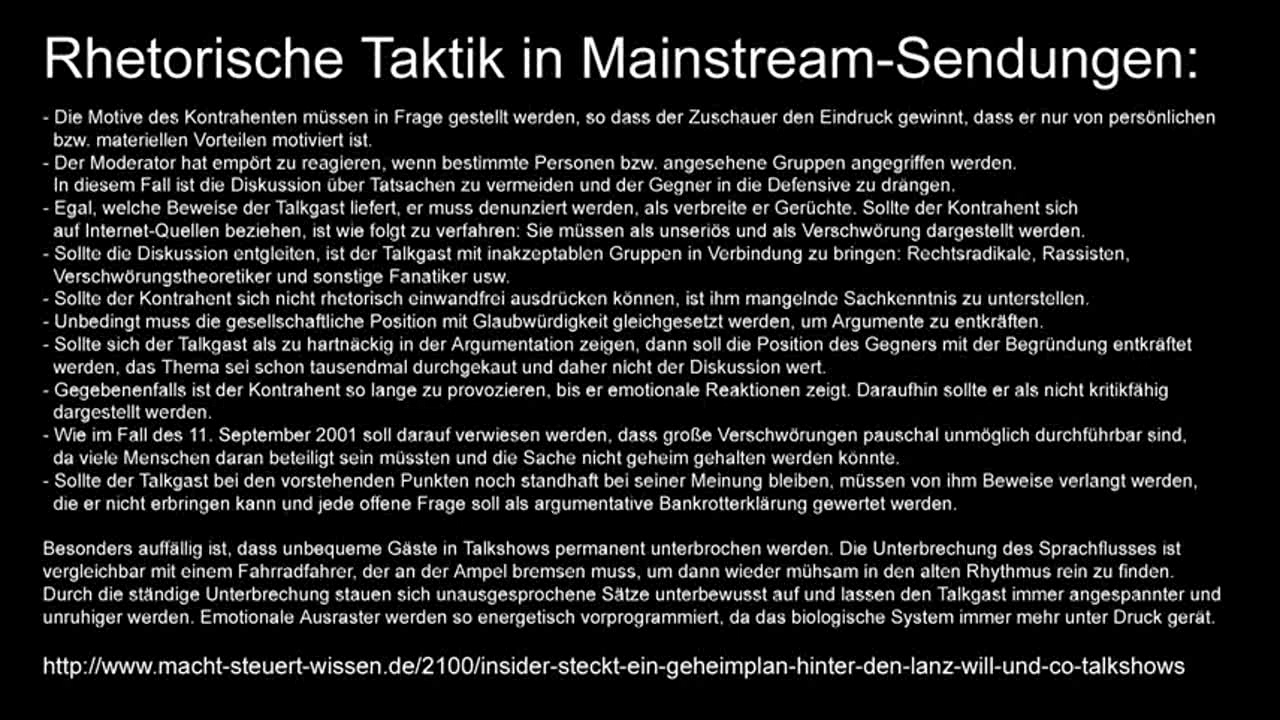 Rhetorische Taktik in Mainstream-Sendungen:
- Die Motive des Kontrahenten müssen in Frage gestellt werden, so dass der Zuschauer den Eindruck gewinnt, dass er nur von persönlichen
bzw. materiellen Vorteilen motiviert ist.
- Der Moderator hat empört zu reagieren, wenn bestimmte Personen bzw. angesehene Gruppen angegriffen werden.
In diesem Fall ist die Diskussion über Tatsachen zu vermeiden und der Gegner in die Defensive zu drängen.
- Egal, welche Beweise der Talkgast liefert, er muss denunziert werden, als verbreite er Gerüchte. Sollte der Kontrahent sich
auf Internet-Quellen beziehen, ist wie folgt zu verfahren: Sie müssen als unseriös und als Verschwörung dargestellt werden.
- Sollte die Diskussion entgleiten, ist der Talkgast mit inakzeptablen Gruppen in Verbindung zu bringen: Rechtsradikale, Rassisten,
Verschwörungstheoretiker und sonstige Fanatiker usw.
- Sollte der Kontrahent sich nicht rhetorisch einwandfrei ausdrücken können, ist ihm mangelnde Sachkenntnis zu unterstellen.
- Unbedingt muss die gesellschaftliche Position mit Glaubwürdigkeit gleichgesetzt werden, um Argumente zu entkräften.
- Sollte sich der Talkgast als zu hartnäckig in der Argumentation zeigen, dann soll die Position des Gegners mit der Begründung entkräftet
werden, das Thema sei schon tausendmal durchgekaut und daher nicht der Diskussion wert.
- Gegebenenfalls ist der Kontrahent so lange zu provozieren, bis er emotionale Reaktionen zeigt. Daraufhin sollte er als nicht kritikfähig
dargestellt werden.
- Wie im Fall des 11. September 2001 soll darauf verwiesen werden, dass große Verschwörungen pauschal unmöglich durchführbar sind,
da viele Menschen daran beteiligt sein müssten und die Sache nicht geheim gehalten werden könnte.
- Sollte der Talkgast bei den vorstehenden Punkten noch standhaft bei seiner Meinung bleiben, müssen von ihm Beweise verlangt werden,
die er nicht erbringen kann und jede offene Frage soll als argumentative Bankrotterklärung gewertet werden.
Besonders auffällig ist, dass unbequeme Gäste in Talkshows permanent unterbrochen werden. Die Unterbrechung des Sprachflusses ist
vergleichbar mit einem Fahrradfahrer, der an der Ampel bremsen muss, um dann wieder mühsam in den alten Rhythmus rein zu finden.
Durch die ständige Unterbrechung stauen sich unausgesprochene Sätze unterbewusst auf und lassen den Talkgast immer angespannter und
unruhiger werden. Emotionale Ausraster werden so energetisch vorprogrammiert, da das biologische System immer mehr unter Druck gerät.
http://www.macht-steuert-wissen.de/2100/insider-steckt-ein-geheimplan-hinter-den-lanz-will-und-co-talkshows